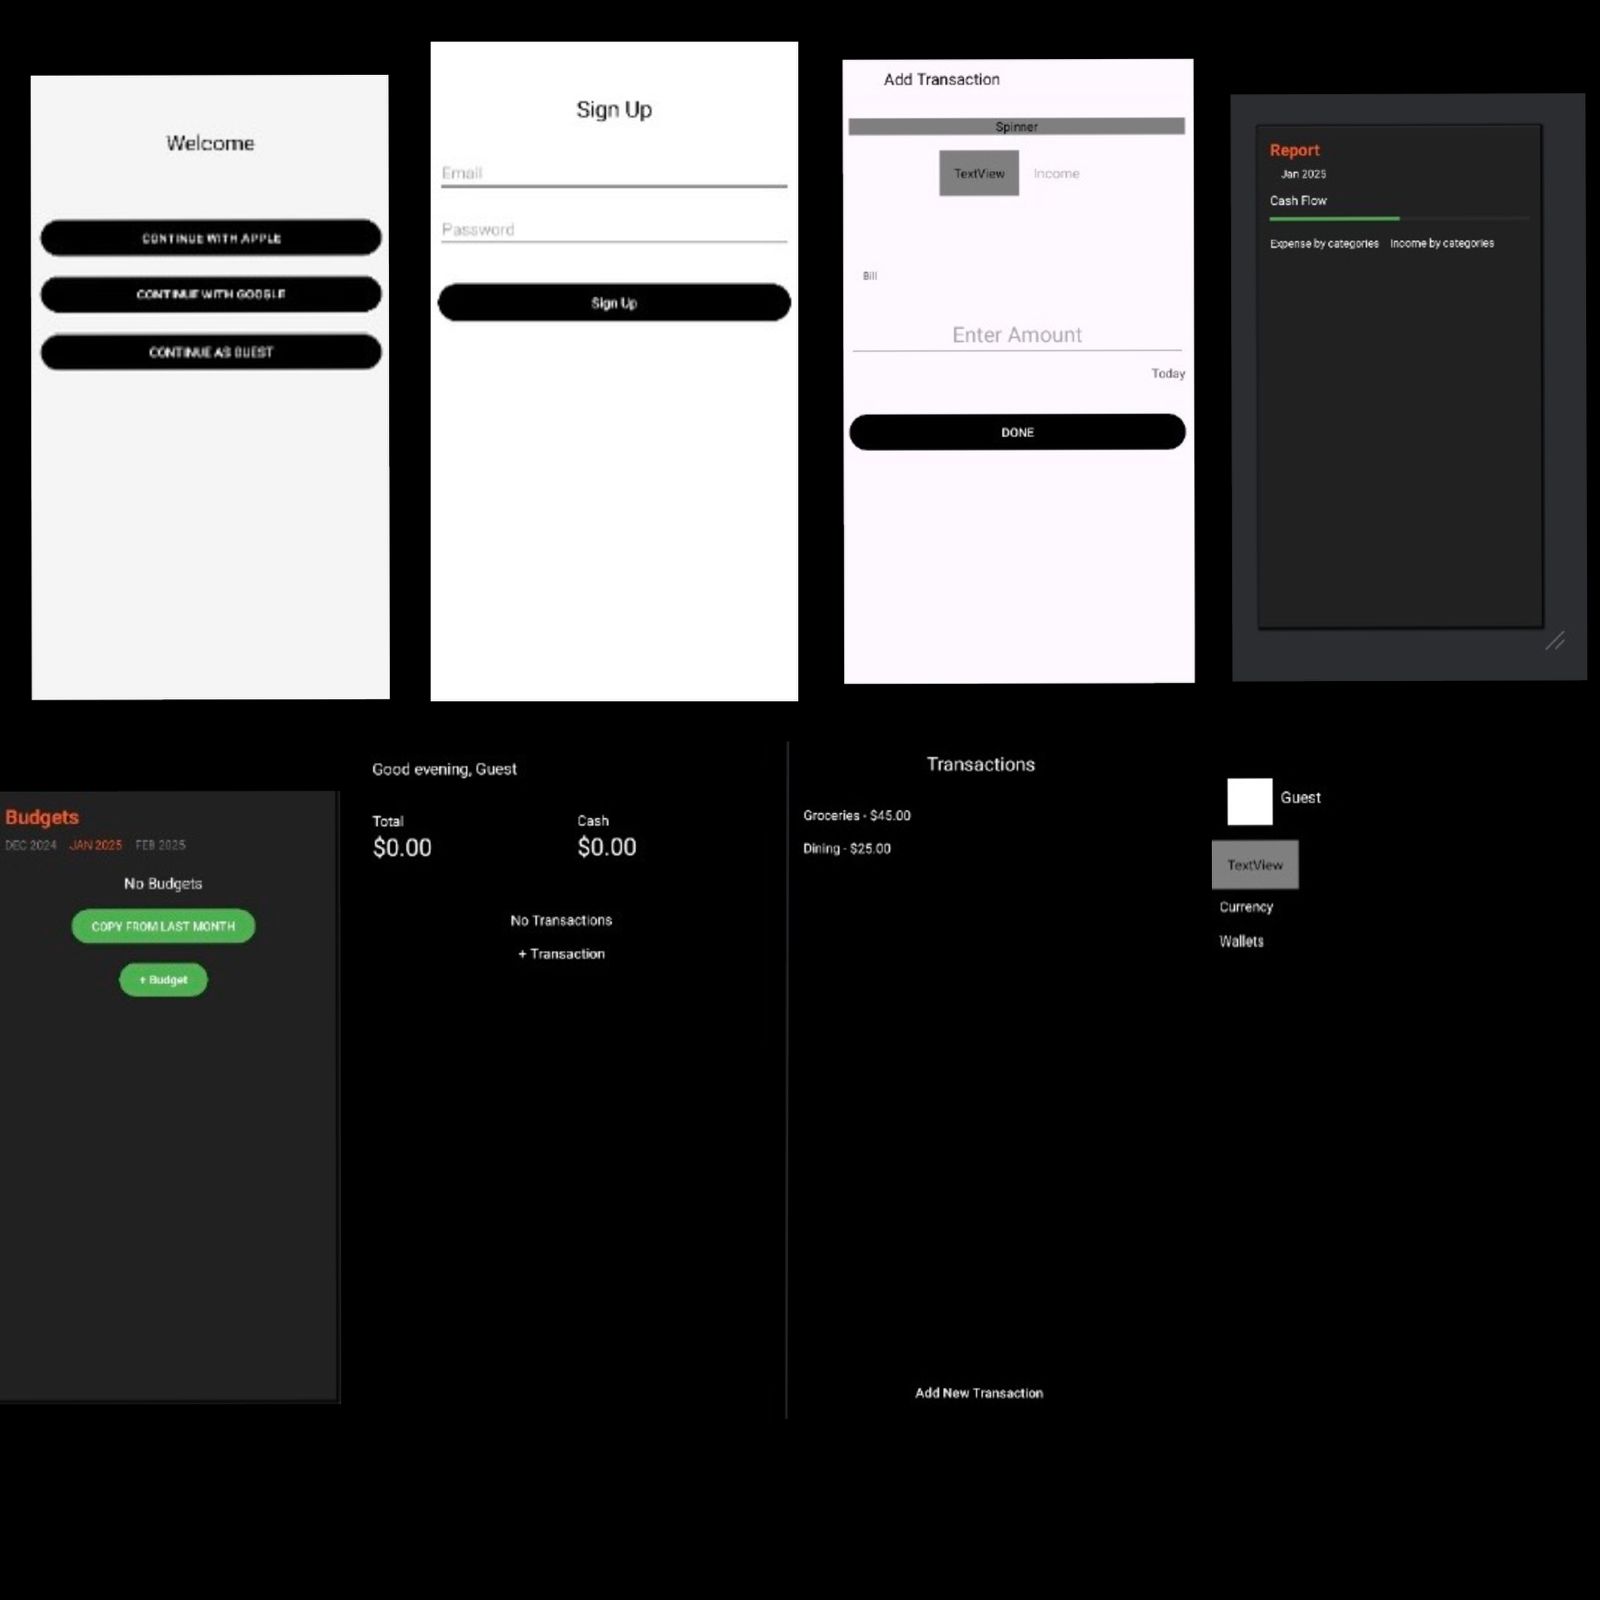 Welcome
CONTINUE WITH APPLE
CONTINUE WITH GOOGLE
CONTINUE AS GUEST
Sign Up
Email
Password
Sign Up
Add Transaction
Spinner
TextView Income
Bill
Enter Amount
Today
DONE
Report
Jan 2025
Cash Flow
Expense by categories Income by categories
Budgets
DEC 2024 JAN 2025 FEB 2025
No Budgets
COPY FROM LAST MONTH
+ Budget
Good evening, Guest
Total Cash
$0.00 $0.00
No Transactions
+ Transaction
Transactions
Groceries - $45.00
Dining - $25.00
Add New Transaction
Guest
TextView
Currency
Wallets